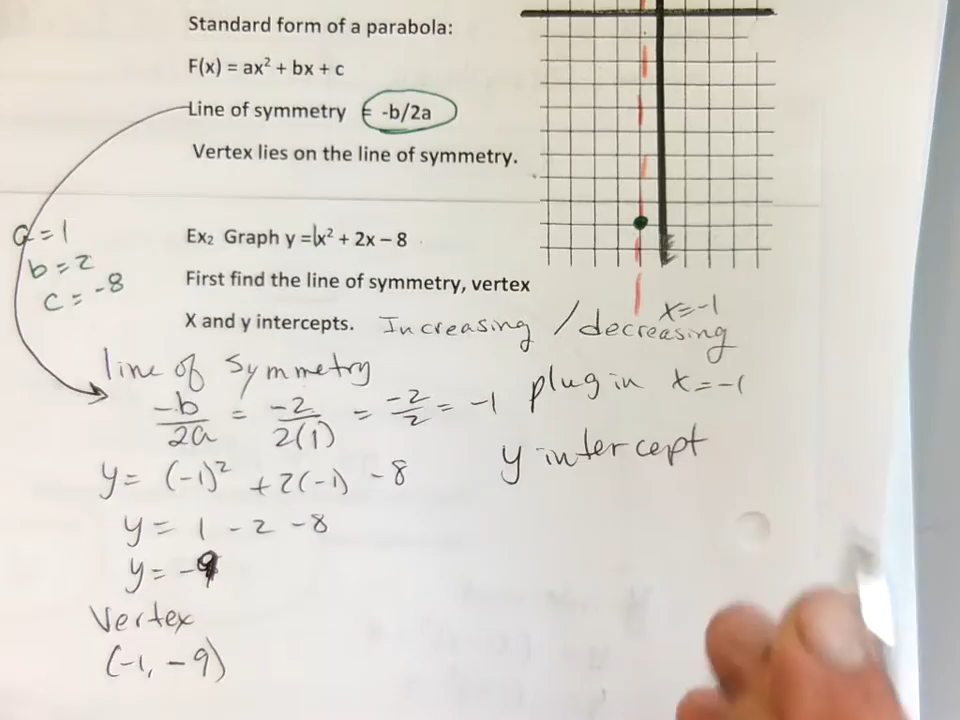 Standard form of a parabola:
F(x) = ax² + bx + c
Line of symmetry = -b/2a
Vertex lies on the line of symmetry.
a = 1
b = 2
c = -8
Ex₂ Graph y = 1x² + 2x – 8
First find the line of symmetry, vertex
X and y intercepts. Increasing / decreasing
x = -1
line of symmetry
-b/2a = -2/2(1) = -2/2 = -1 plug in x = -1
y = (-1)² + 2(-1) - 8
y intercept
y = 1 - 2 - 8
y = -9
Vertex
(-1, -9)